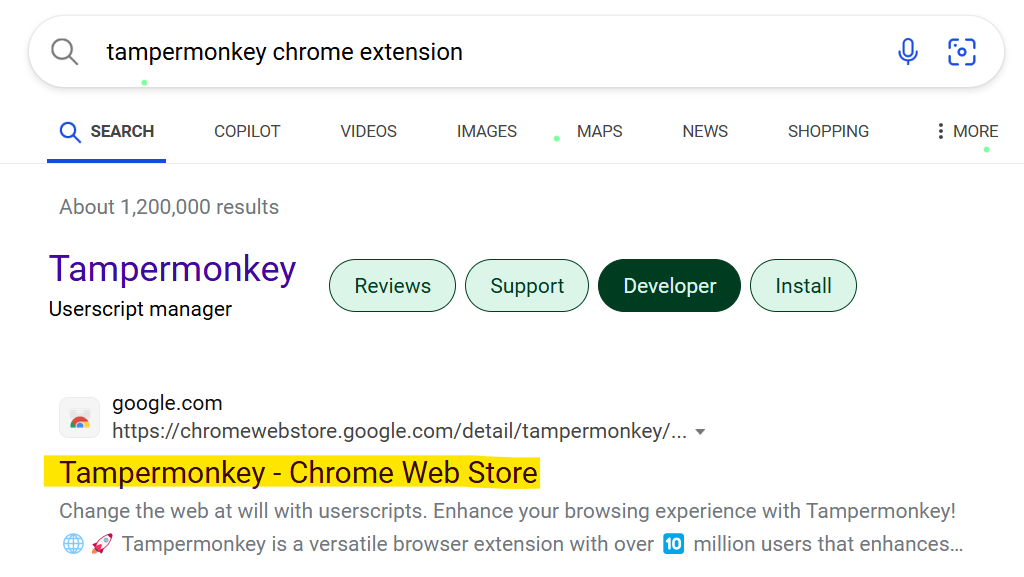 tampermonkey chrome extension
SEARCH COPILOT VIDEOS IMAGES MAPS NEWS SHOPPING MORE
About 1,200,000 results
Tampermonkey
Userscript manager
Reviews Support Developer Install
google.com
https://chromewebstore.google.com/detail/tampermonkey/...
Tampermonkey - Chrome Web Store
Change the web at will with userscripts. Enhance your browsing experience with Tampermonkey!
🌐 🚀 Tampermonkey is a versatile browser extension with over 🔟 million users that enhances...